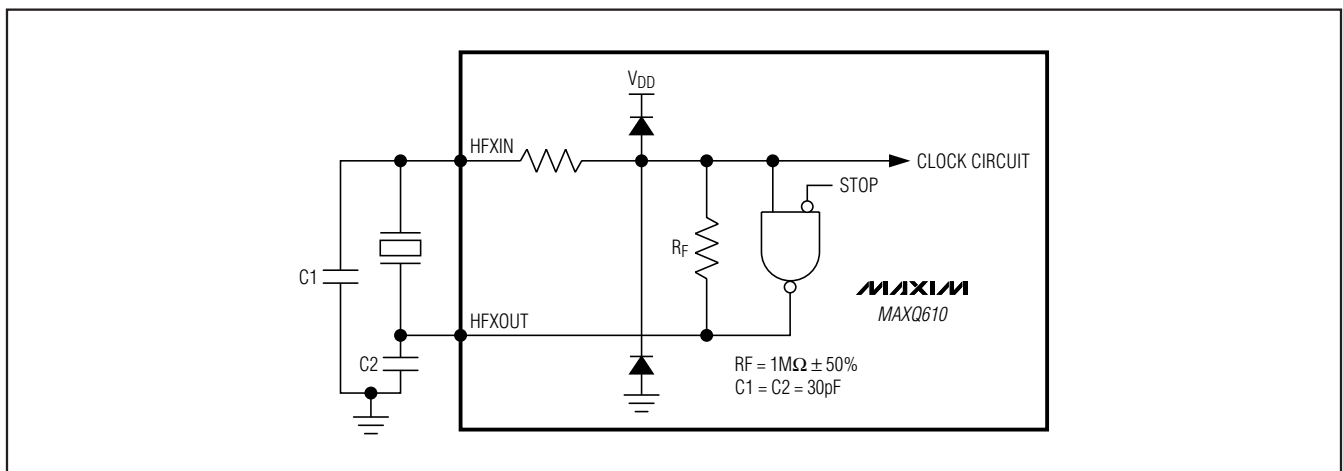 VDD
HFXIN
CLOCK CIRCUIT
STOP
RF
C1
MAXIM
MAXQ610
HFXOUT
C2
RF = 1MΩ ± 50%
C1 = C2 = 30pF